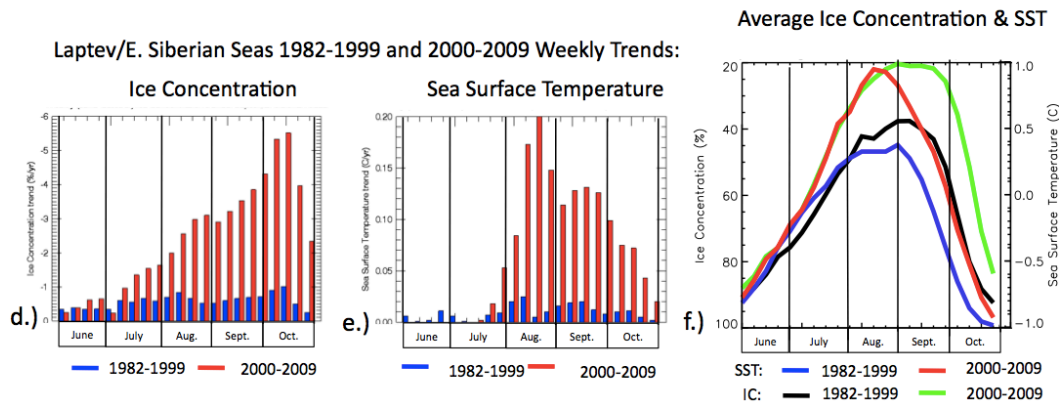 Average Ice Concentration & SST
Laptev/E. Siberian Seas 1982-1999 and 2000-2009 Weekly Trends:
Ice Concentration
Sea Surface Temperature
d.)
Ice Concentration trend (%/yr)
-6
-5
-4
-3
-2
-1
0
June July Aug. Sept. Oct.
1982-1999 2000-2009
e.)
Sea Surface Temperature trend (C/yr)
0.20
0.15
0.10
0.05
0.00
June July Aug. Sept. Oct.
1982-1999 2000-2009
f.)
Ice Concentration (%)
20
40
60
80
100
1.0
0.5
0.0
-0.5
-1.0
Sea Surface Temperature (C)
June July Aug. Sept. Oct.
SST: 1982-1999 2000-2009
IC: 1982-1999 2000-2009